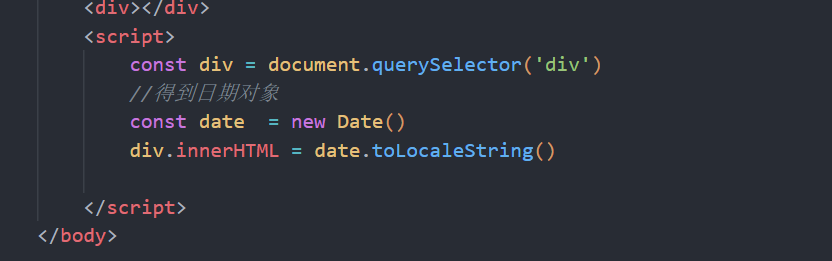 <div></div>
<script>
const div = document.querySelector('div')
//得到日期对象
const date  = new Date()
div.innerHTML = date.toLocaleString()
</script>
</body>